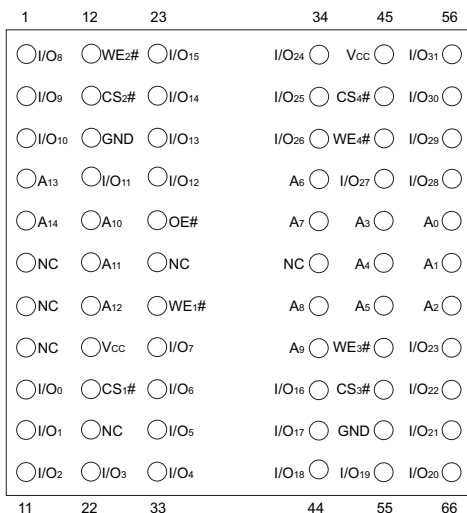 1 12 23 34 45 56
I/O8 WE2# I/O15 I/O24 VCC I/O31
I/O9 CS2# I/O14 I/O25 CS4# I/O30
I/O10 GND I/O13 I/O26 WE4# I/O29
A13 I/O11 I/O12 A6 I/O27 I/O28
A14 A10 OE# A7 A3 A0
NC A11 NC NC A4 A1
NC A12 WE1# A8 A5 A2
NC VCC I/O7 A9 WE3# I/O23
I/O0 CS1# I/O6 I/O16 CS3# I/O22
I/O1 NC I/O5 I/O17 GND I/O21
I/O2 I/O3 I/O4 I/O18 I/O19 I/O20
11 22 33 44 55 66